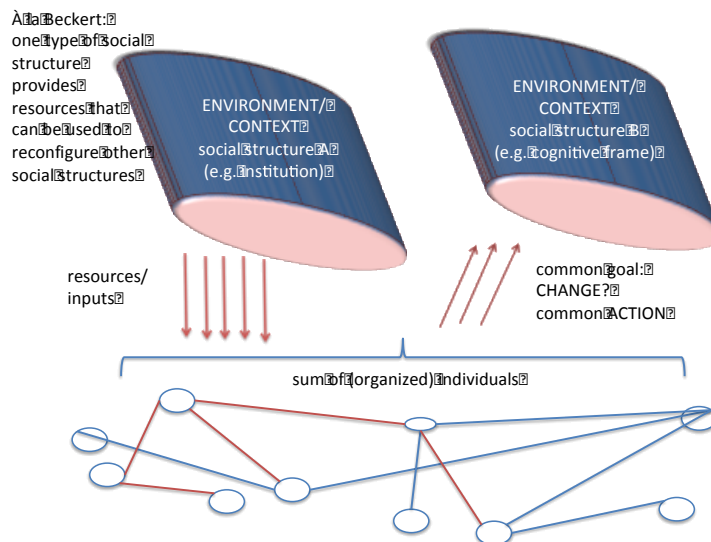 À la Beckert:
one type of social
structure
provides
resources that
can be used to
reconfigure other
social structures
ENVIRONMENT/
CONTEXT
social structure A
(e.g. institution)
ENVIRONMENT/
CONTEXT
social structure B
(e.g. cognitive frame)
resources/
inputs
common goal:
CHANGE?
common ACTION
sum of (organized) individuals